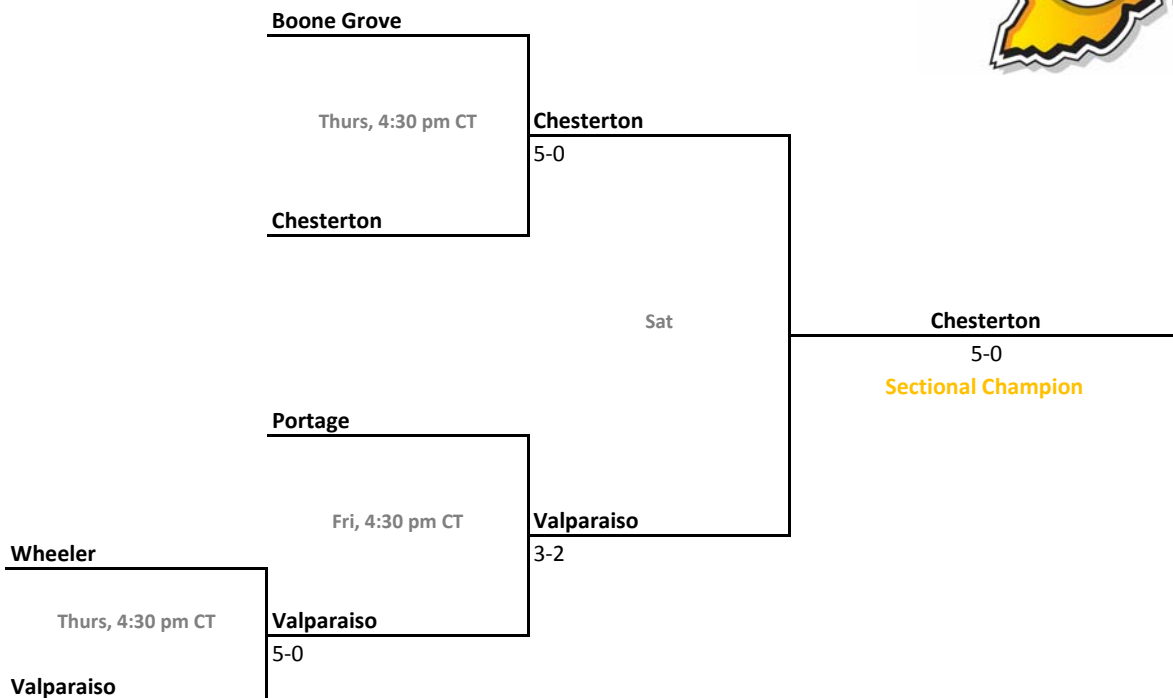 Boone Grove
Thurs, 4:30 pm CT
Chesterton
5-0
Chesterton
Sat
Chesterton
5-0
Sectional Champion
Portage
Fri, 4:30 pm CT
Valparaiso
3-2
Wheeler
Thurs, 4:30 pm CT
Valparaiso
5-0
Valparaiso